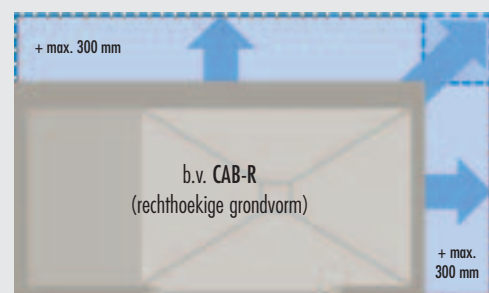 + max. 300 mm
b.v. CAB-R
(rechthoekige grondvorm)
+ max.
300 mm